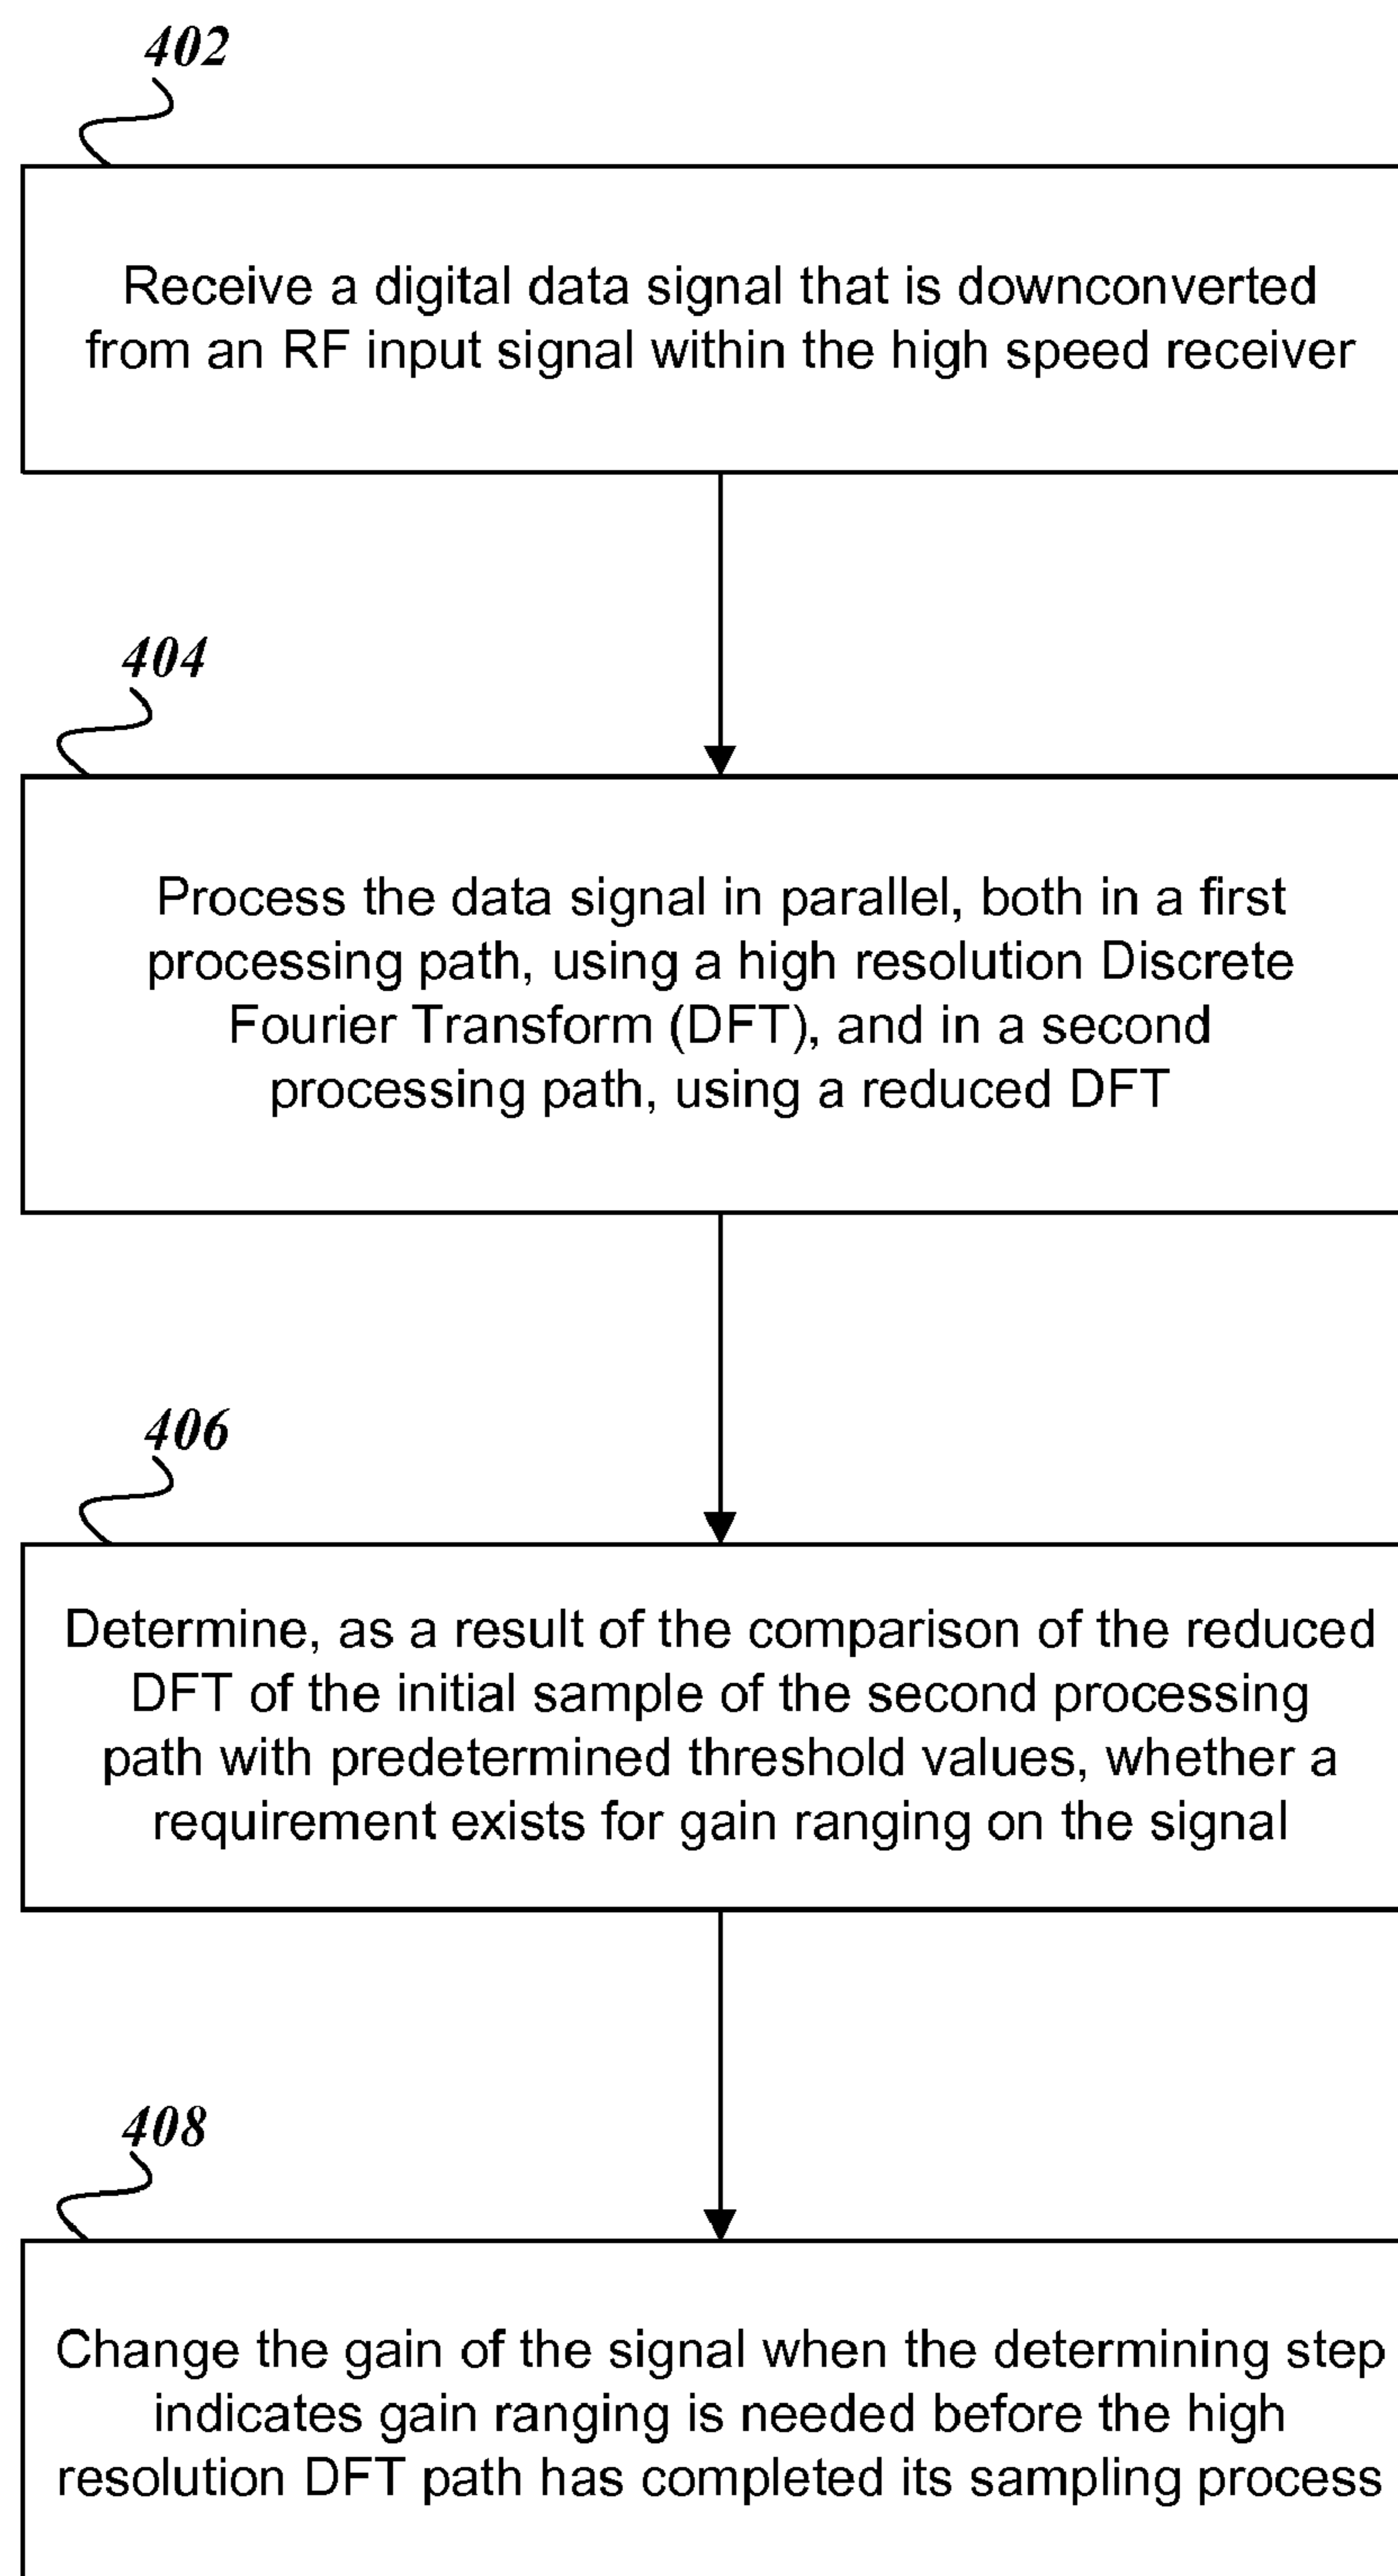 402
Receive a digital data signal that is downconverted
from an RF input signal within the high speed receiver
404
Process the data signal in parallel, both in a first
processing path, using a high resolution Discrete
Fourier Transform (DFT), and in a second
processing path, using a reduced DFT
406
Determine, as a result of the comparison of the reduced
DFT of the initial sample of the second processing
path with predetermined threshold values, whether a
requirement exists for gain ranging on the signal
408
Change the gain of the signal when the determining step
indicates gain ranging is needed before the high
resolution DFT path has completed its sampling process